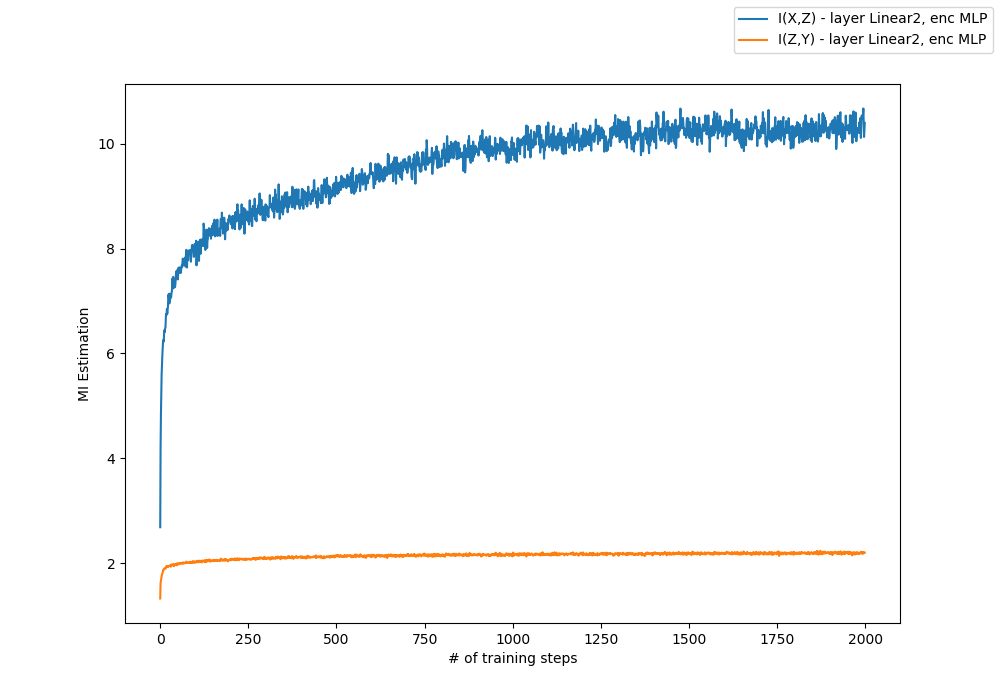 I(X,Z) - layer Linear2, enc MLP
I(Z,Y) - layer Linear2, enc MLP
10
8
6
4
2
MI Estimation
0 250 500 750 1000 1250 1500 1750 2000
# of training steps